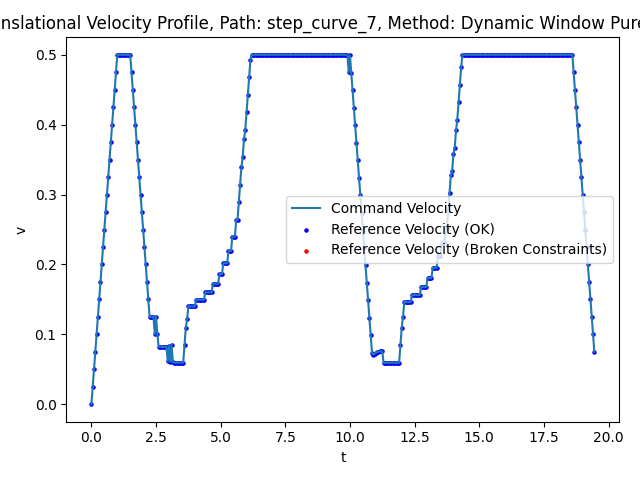 nslational Velocity Profile, Path: step_curve_7, Method: Dynamic Window Pure
0.5
0.4
0.3
0.2
0.1
0.0
v
Command Velocity
Reference Velocity (OK)
Reference Velocity (Broken Constraints)
0.0 2.5 5.0 7.5 10.0 12.5 15.0 17.5 20.0
t